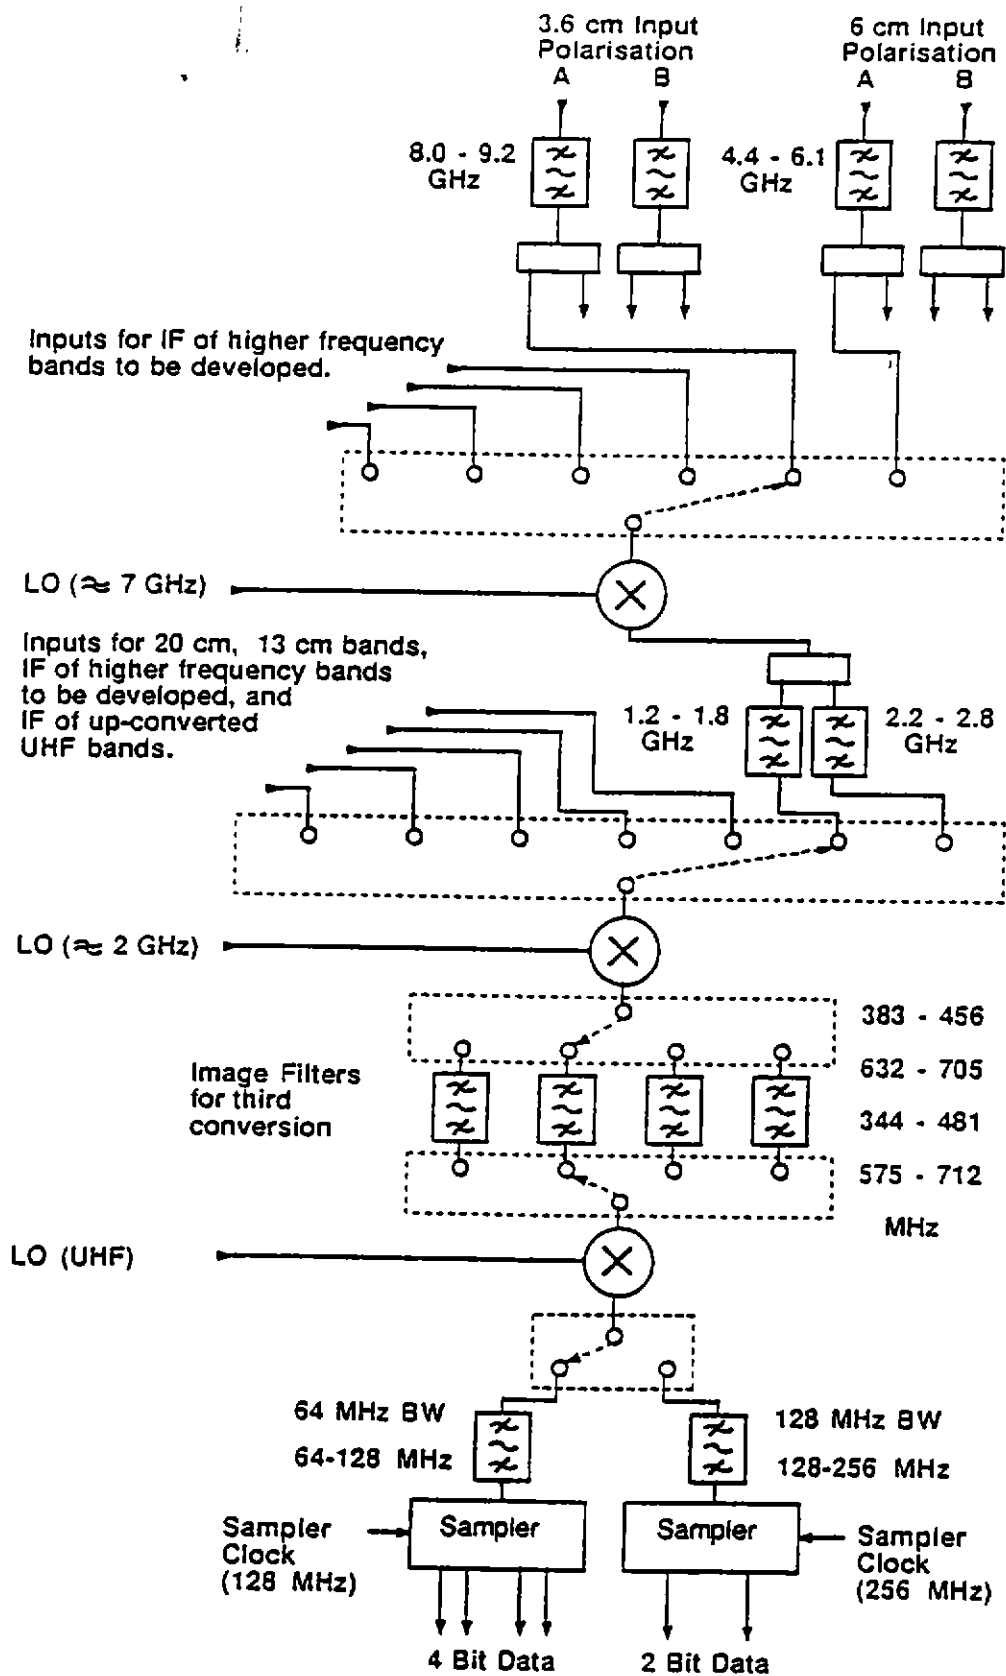 3.6 cm Input
Polarisation
A B
6 cm Input
Polarisation
A B
8.0 - 9.2
GHz
4.4 - 6.1
GHz
Inputs for IF of higher frequency
bands to be developed.
LO (≈ 7 GHz)
Inputs for 20 cm, 13 cm bands,
IF of higher frequency bands
to be developed, and
IF of up-converted
UHF bands.
1.2 - 1.8
GHz
2.2 - 2.8
GHz
LO (≈ 2 GHz)
383 - 456
632 - 705
344 - 481
575 - 712
MHz
Image Filters
for third
conversion
LO (UHF)
64 MHz BW
64-128 MHz
128 MHz BW
128-256 MHz
Sampler
Clock
(128 MHz)
Sampler
Sampler
Sampler
Clock
(256 MHz)
4 Bit Data
2 Bit Data